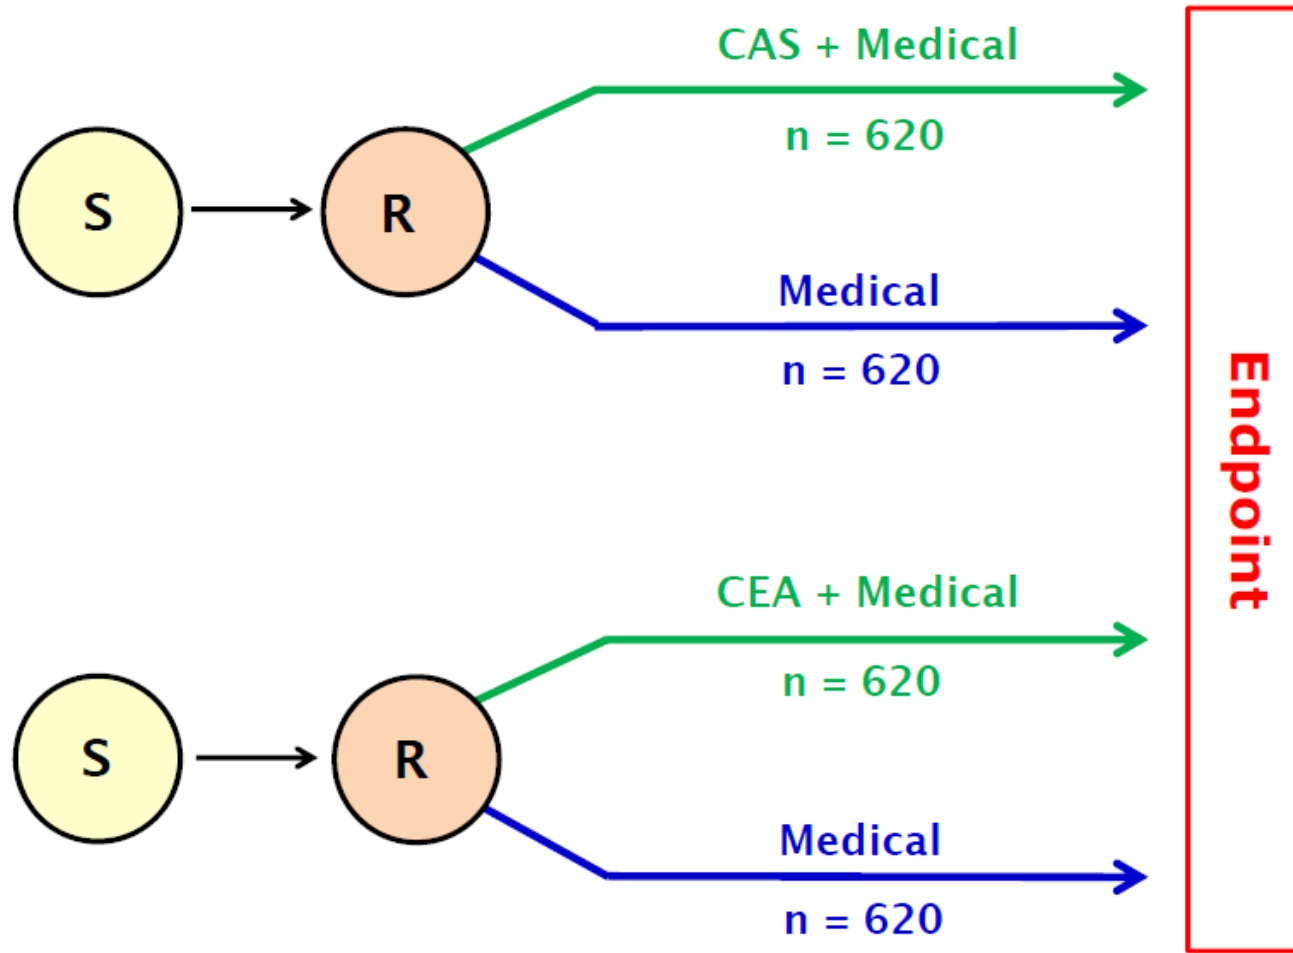 CAS + Medical
n = 620
S
R
Medical
n = 620
Endpoint
CEA + Medical
n = 620
S
R
Medical
n = 620